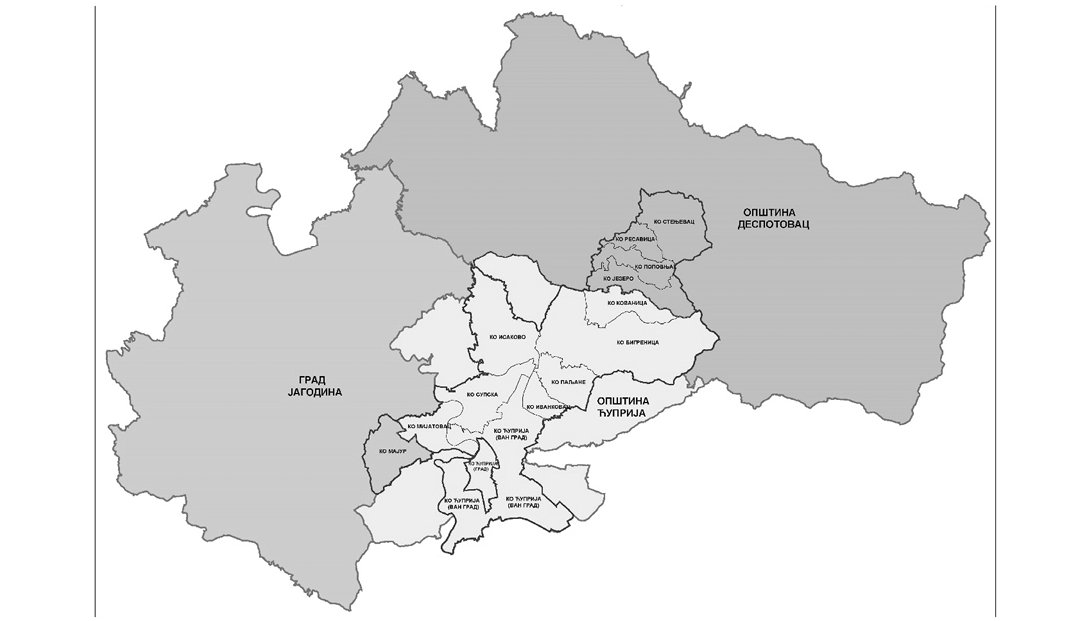 КО СТЕЊЕВАЦ
ОПШТИНА
ДЕСПОТОВАЦ
КО РЕСАВИЦА
КО ПОПОВЊА
КО ЈЕЗЕРО
КО КОВАНИЦА
КО ИСАКОВО
КО БИГРЕНИЦА
ГРАД
ЈАГОДИНА
КО ПАЉАНЕ
КО СУПСКА
ОПШТИНА
ЋУПРИЈА
КО ИВАНКОВАЦ
КО МИЈАТОВАЦ
КО ЋУПРИЈА
(ВАН ГРАД)
КО МАЈУР
КО ЋУПРИЈА
(ГРАД)
КО ЋУПРИЈА
(ВАН ГРАД)
КО ЋУПРИЈА
(ВАН ГРАД)